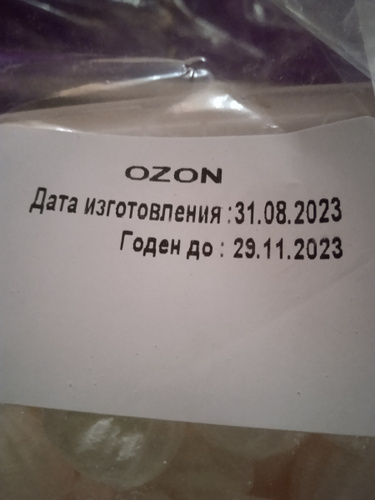 OZON
Дата изготовления :31.08.2023
Годен до : 29.11.2023